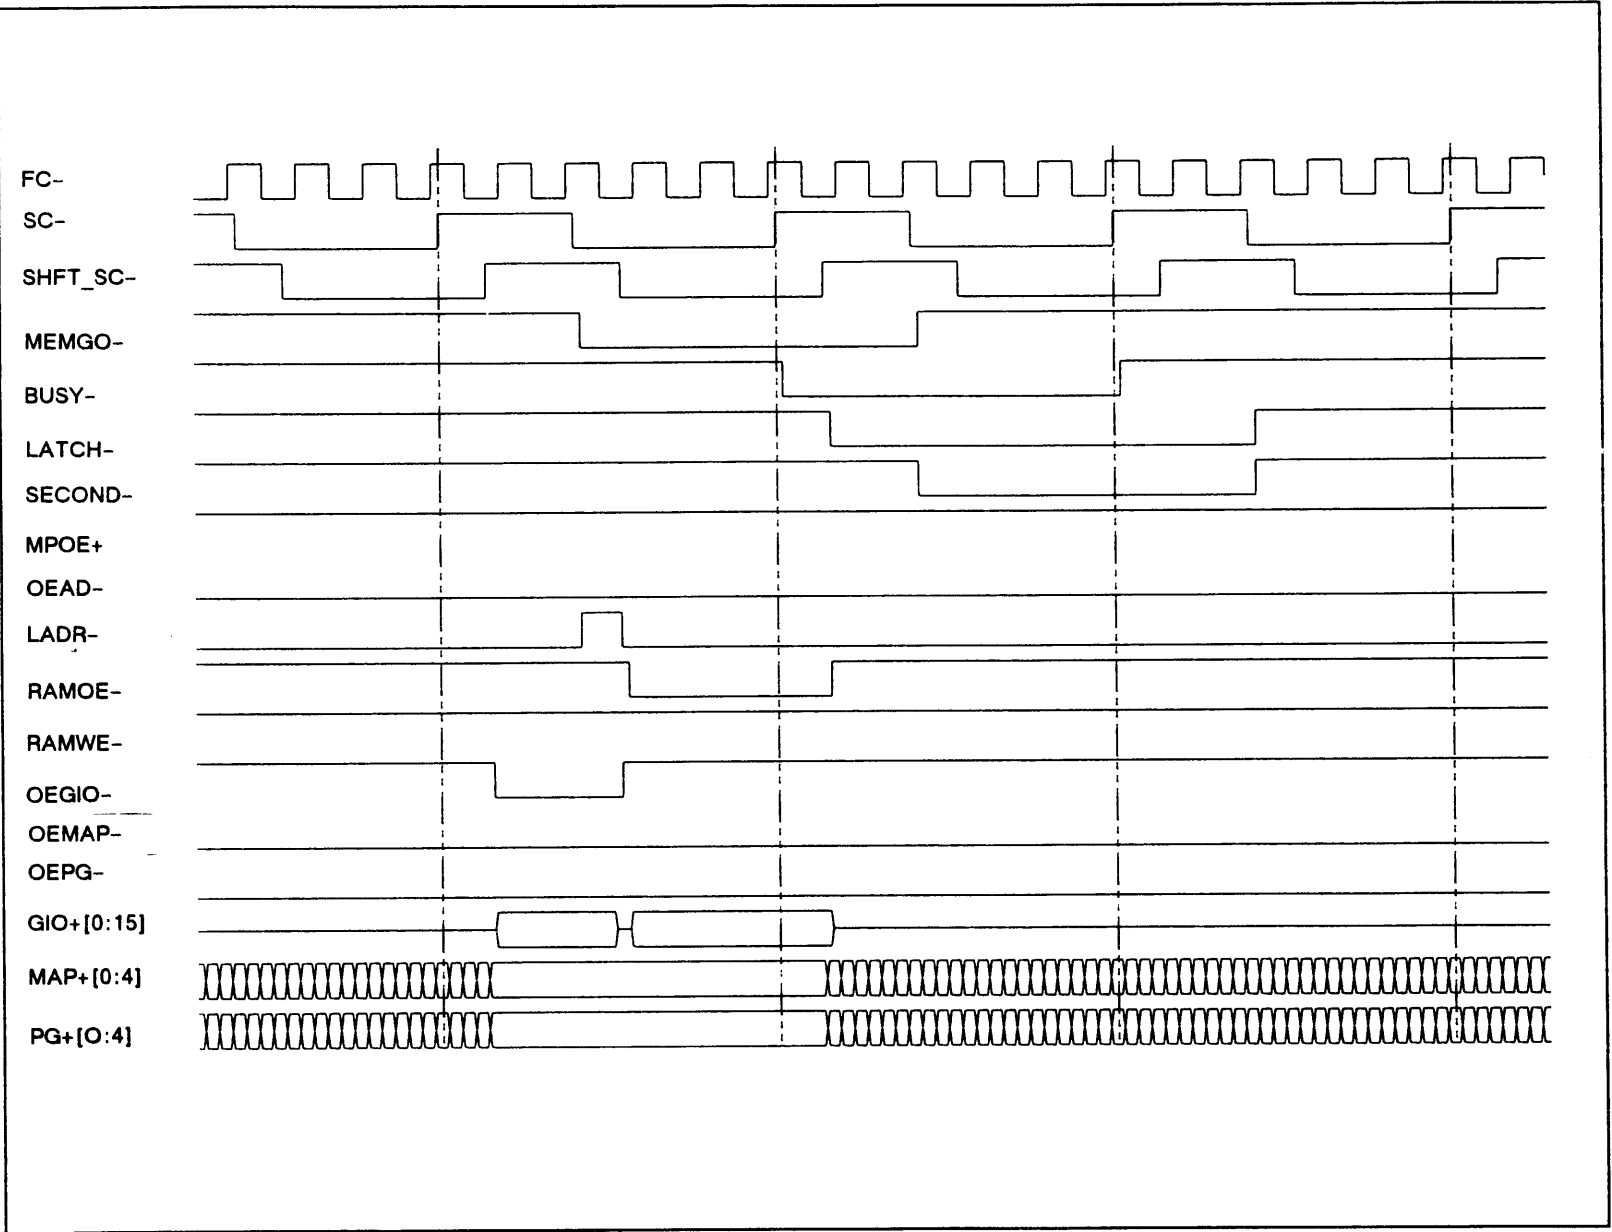 FC–
SC–
SHFT_SC–
MEMGO–
BUSY–
LATCH–
SECOND–
MPOE+
OEAD–
LADR–
RAMOE–
RAMWE–
OEGIO–
OEMAP–
OEPG–
GIO+[0:15]
MAP+[0:4]
PG+[O:4]